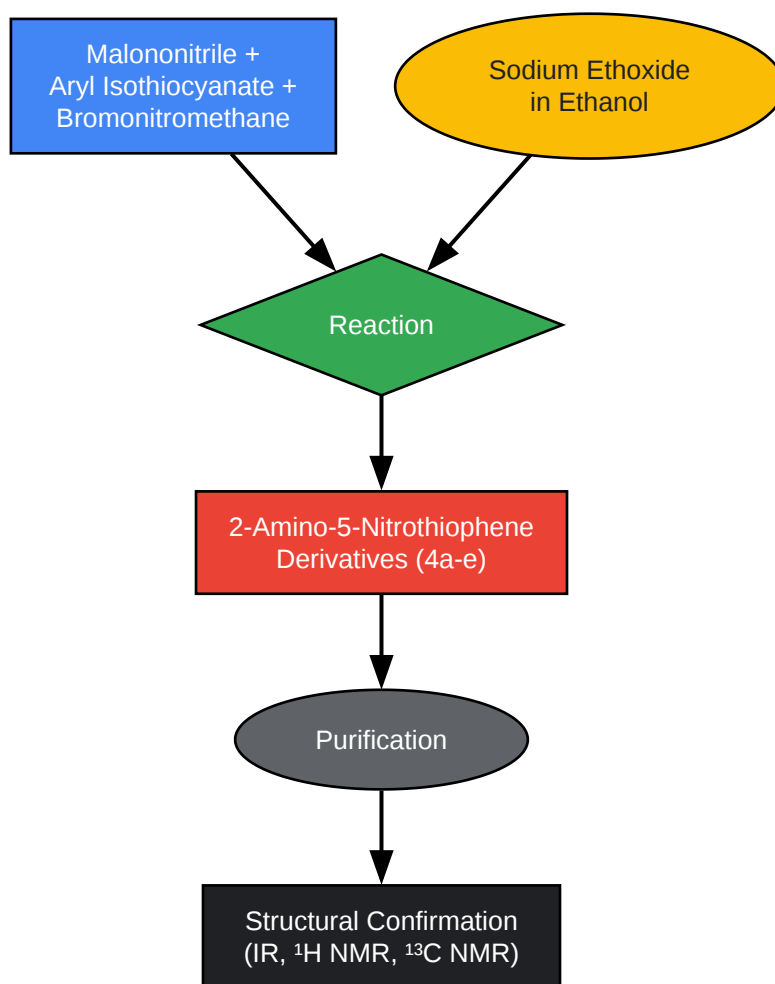 Malononitrile +
Aryl Isothiocyanate +
Bromonitromethane
Sodium Ethoxide
in Ethanol
Reaction
2-Amino-5-Nitrothiophene
Derivatives (4a-e)
Purification
Structural Confirmation
(IR, ¹H NMR, ¹³C NMR)